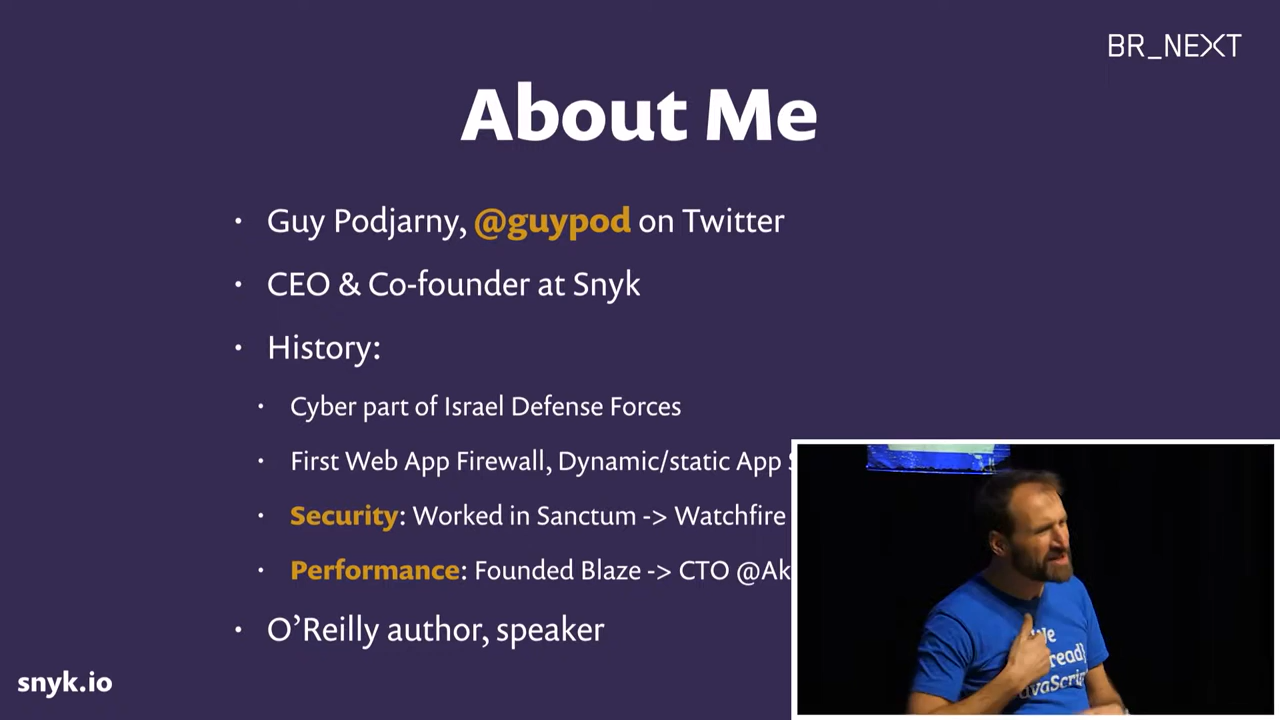 BR_NEXT
About Me
• Guy Podjarny, @guypod on Twitter
• CEO & Co-founder at Snyk
• History:
• Cyber part of Israel Defense Forces
• First Web App Firewall, Dynamic/static App
• Security: Worked in Sanctum -> Watchfire
• Performance: Founded Blaze -> CTO
• O’Reilly author, speaker
snyk.io